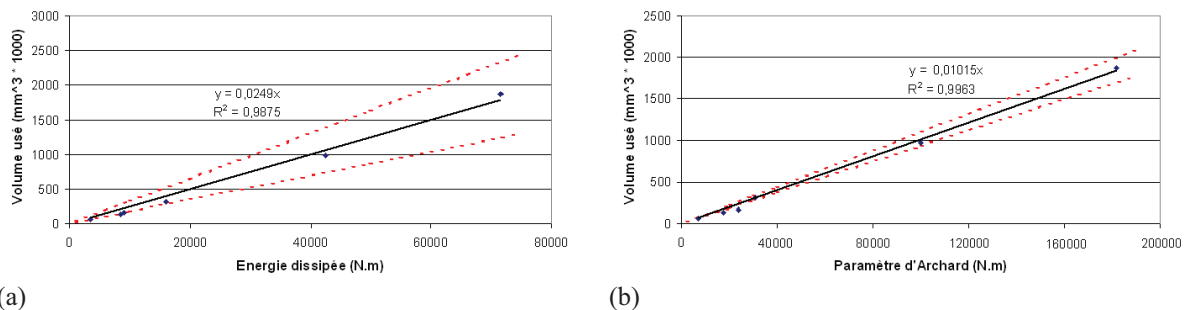 3000
2500
2000
1500
1000
500
0
Volume usé (mm^3 * 1000)
y = 0,0249x
R² = 0,9875
0
20000
40000
60000
80000
Energie dissipée (N.m)
(a)
2500
2000
1500
1000
500
0
Volume usé (mm^3 * 1000)
y = 0,01015x
R² = 0,9963
0
40000
80000
120000
160000
200000
Paramètre d'Archard (N.m)
(b)